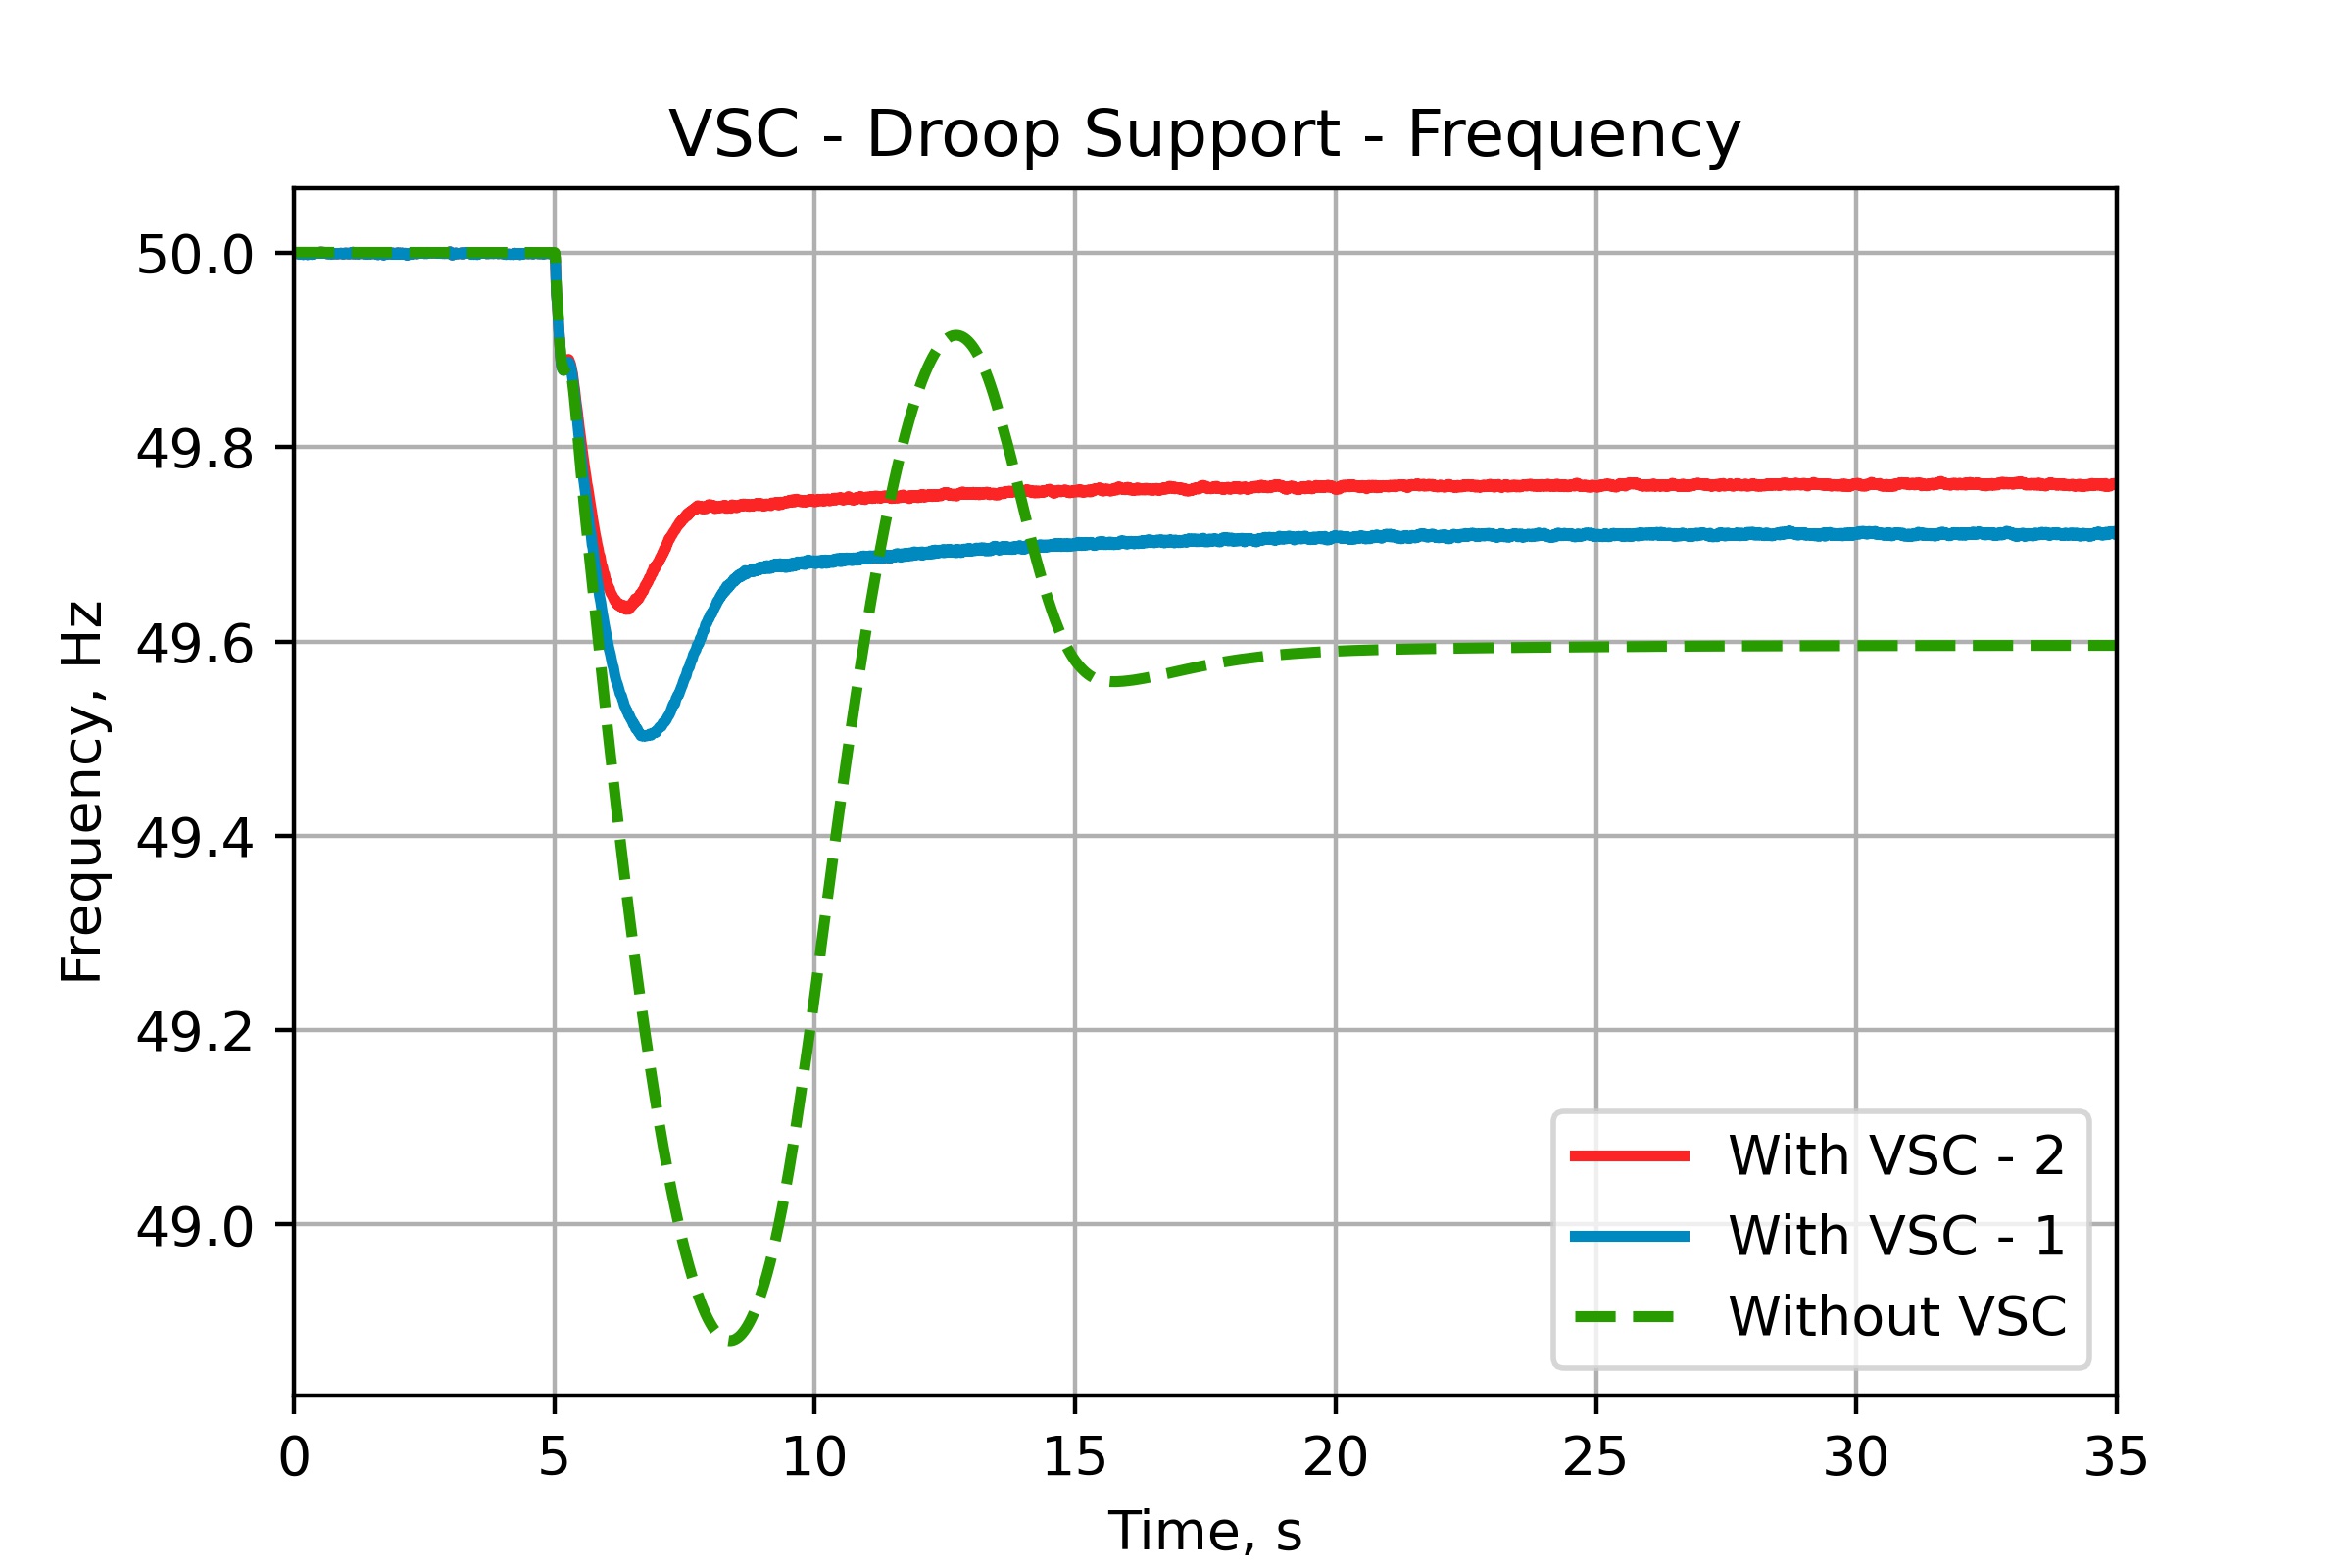 VSC - Droop Support - Frequency
50.0
49.8
49.6
49.4
49.2
49.0
Frequency, Hz
With VSC - 2
With VSC - 1
Without VSC
0 5 10 15 20 25 30 35
Time, s